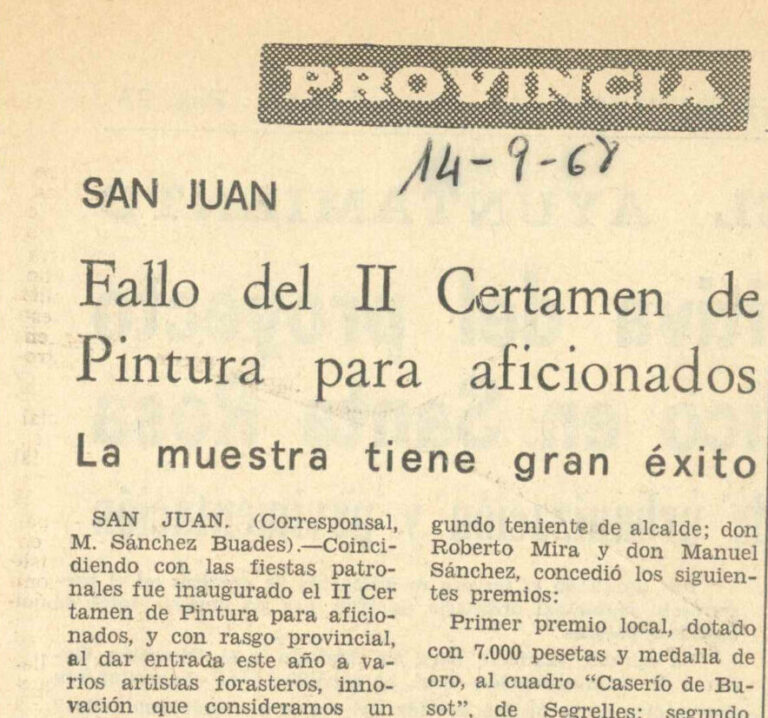 PROVINCIA
14-9-68
SAN JUAN
Fallo del II Certamen de
Pintura para aficionados
La muestra tiene gran éxito
SAN JUAN. (Corresponsal,
M. Sánchez Buades).—Coinci-
diendo con las fiestas patro-
nales fue inaugurado el II Cer
tamen de Pintura para aficio-
nados, y con rasgo provincial,
al dar entrada este año a va-
rios artistas forasteros, inno-
vación que consideramos un
gundo teniente de alcalde; don
Roberto Mira y don Manuel
Sánchez, concedió los siguien-
tes premios:
Primer premio local, dotado
con 7.000 pesetas y medalla de
oro, al cuadro "Caserío de Bu-
sot", de Segrelles; segundo